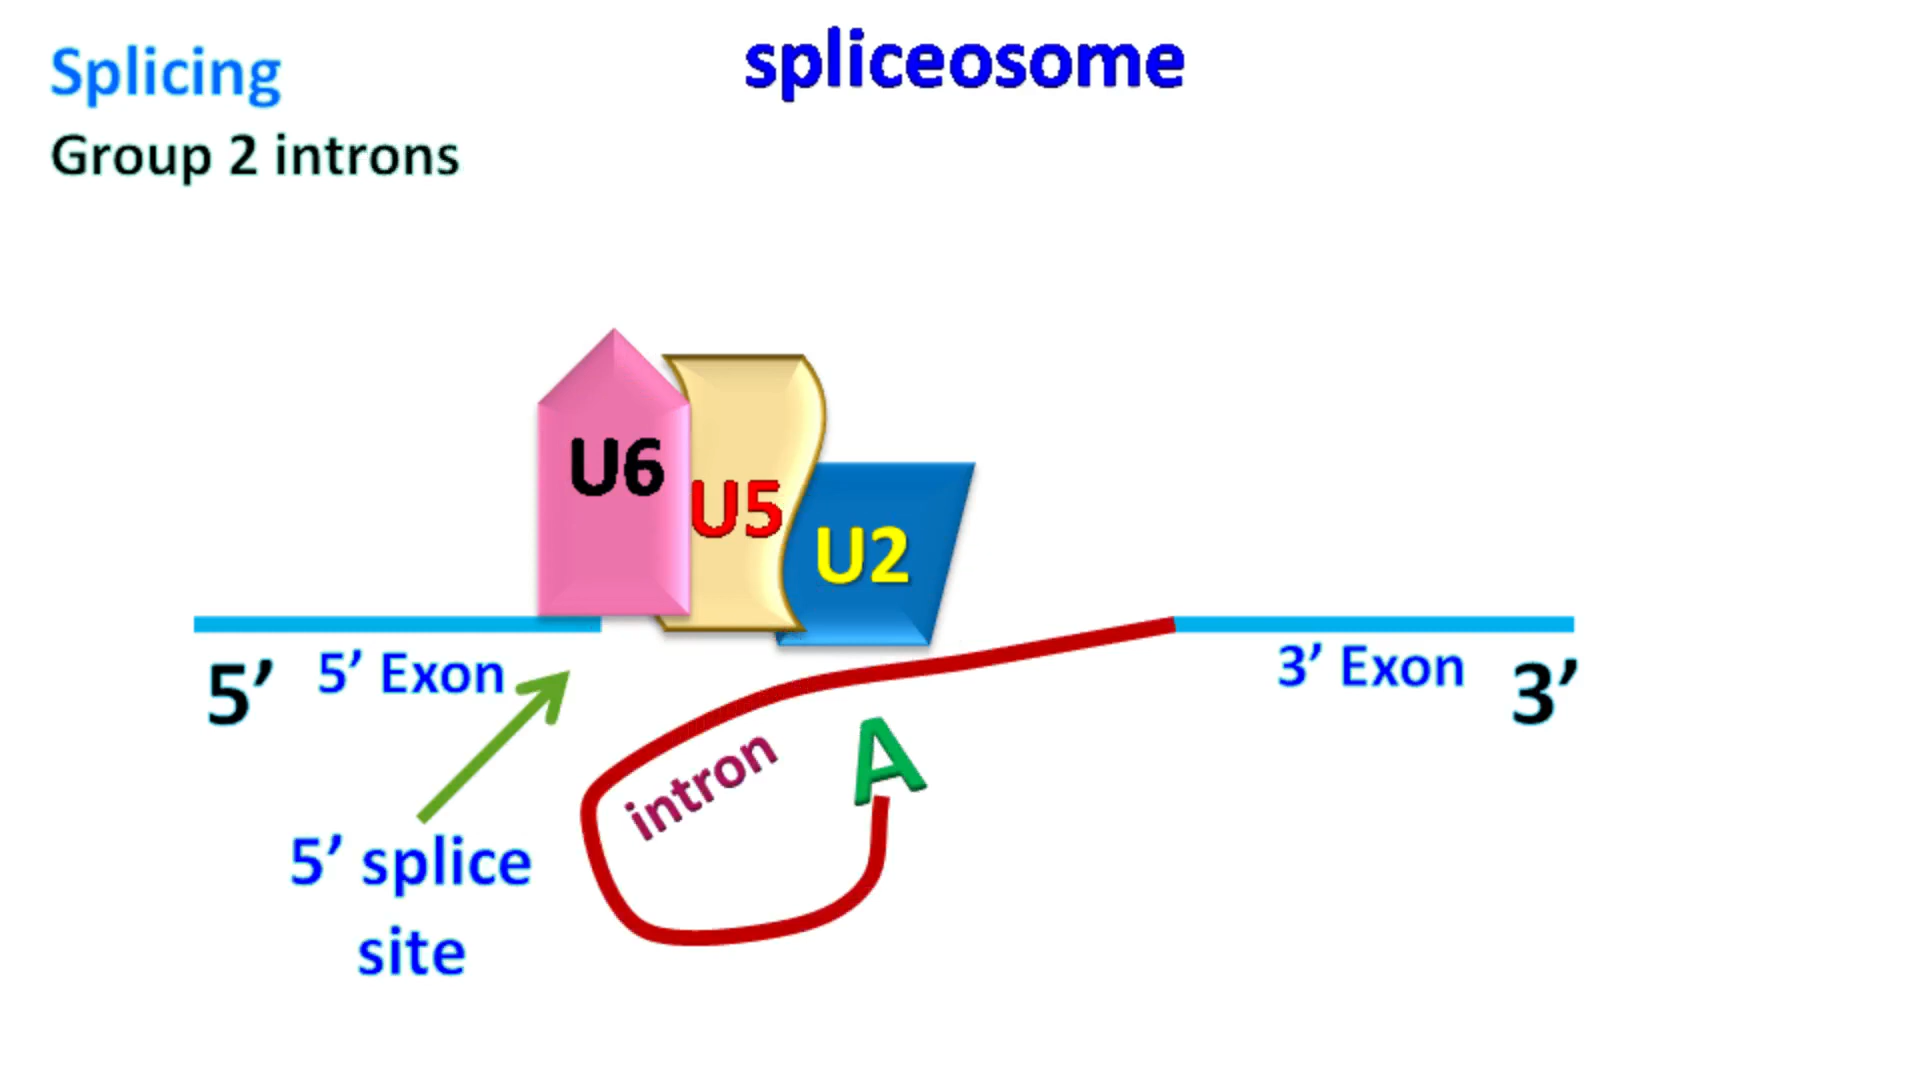 Splicing
spliceosome
Group 2 introns
U6
U5
U2
5’
5’ Exon
3’ Exon
3’
intron
A
5’ splice
site